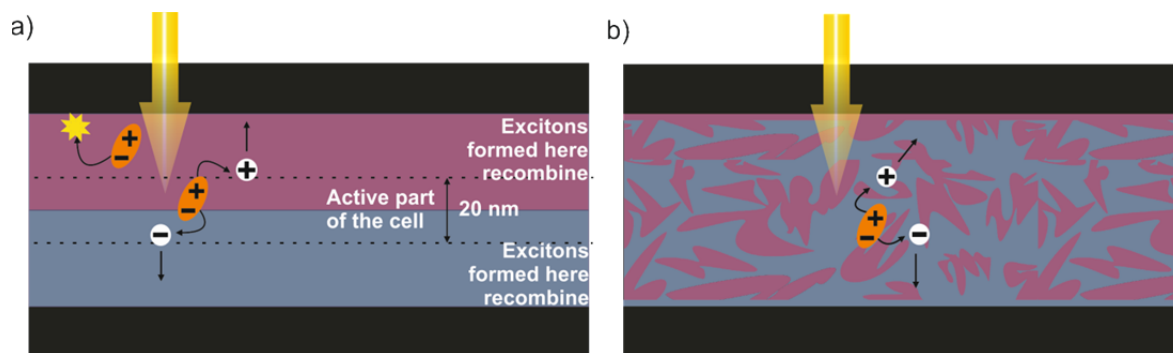 a)
b)
Excitons
formed here
recombine
Active part
of the cell
20 nm
Excitons
formed here
recombine